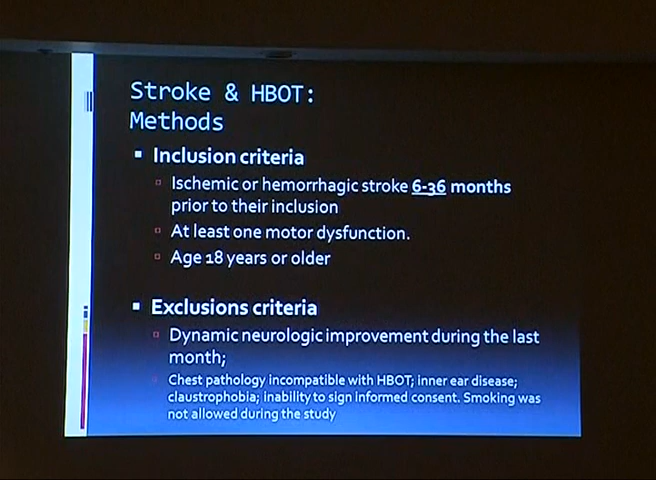 Stroke & HBOT:
Methods
Inclusion criteria
Ischemic or hemorrhagic stroke 6-36 months
prior to their inclusion
At least one motor dysfunction.
Age 18 years or older
Exclusions criteria
Dynamic neurologic improvement during the last
month;
Chest pathology incompatible with HBOT; inner ear disease;
claustrophobia; inability to sign informed consent. Smoking was
not allowed during the study